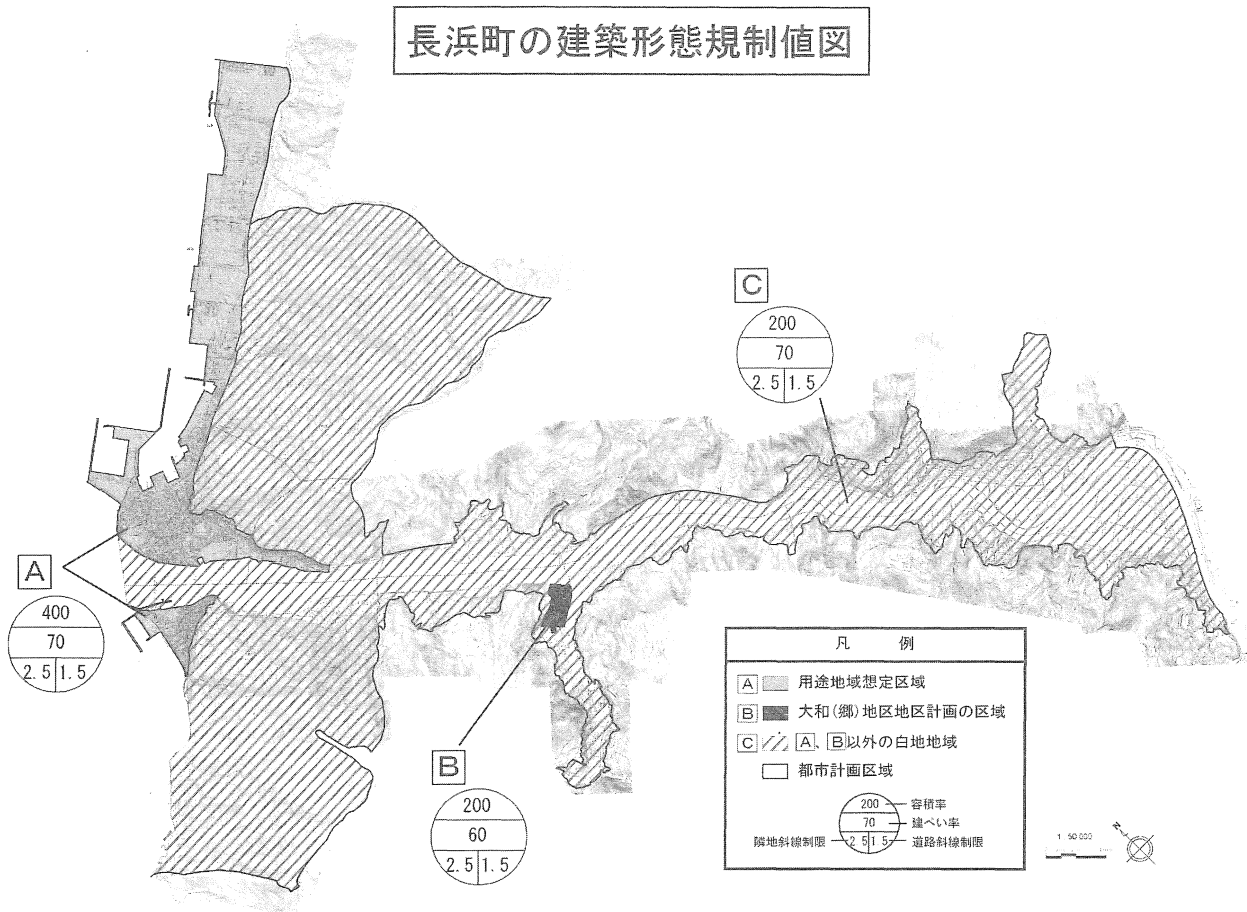 長浜町の建築形態規制値図
C
200
70
2.5 1.5
A
400
70
2.5 1.5
B
200
60
2.5 1.5
凡 例
A 用途地域想定区域
B 大和(郷)地区地区計画の区域
C A、B以外の白地地域
都市計画区域
200 容積率
70 建ぺい率
隣地斜線制限 2.5 1.5 道路斜線制限
1:50 000
N